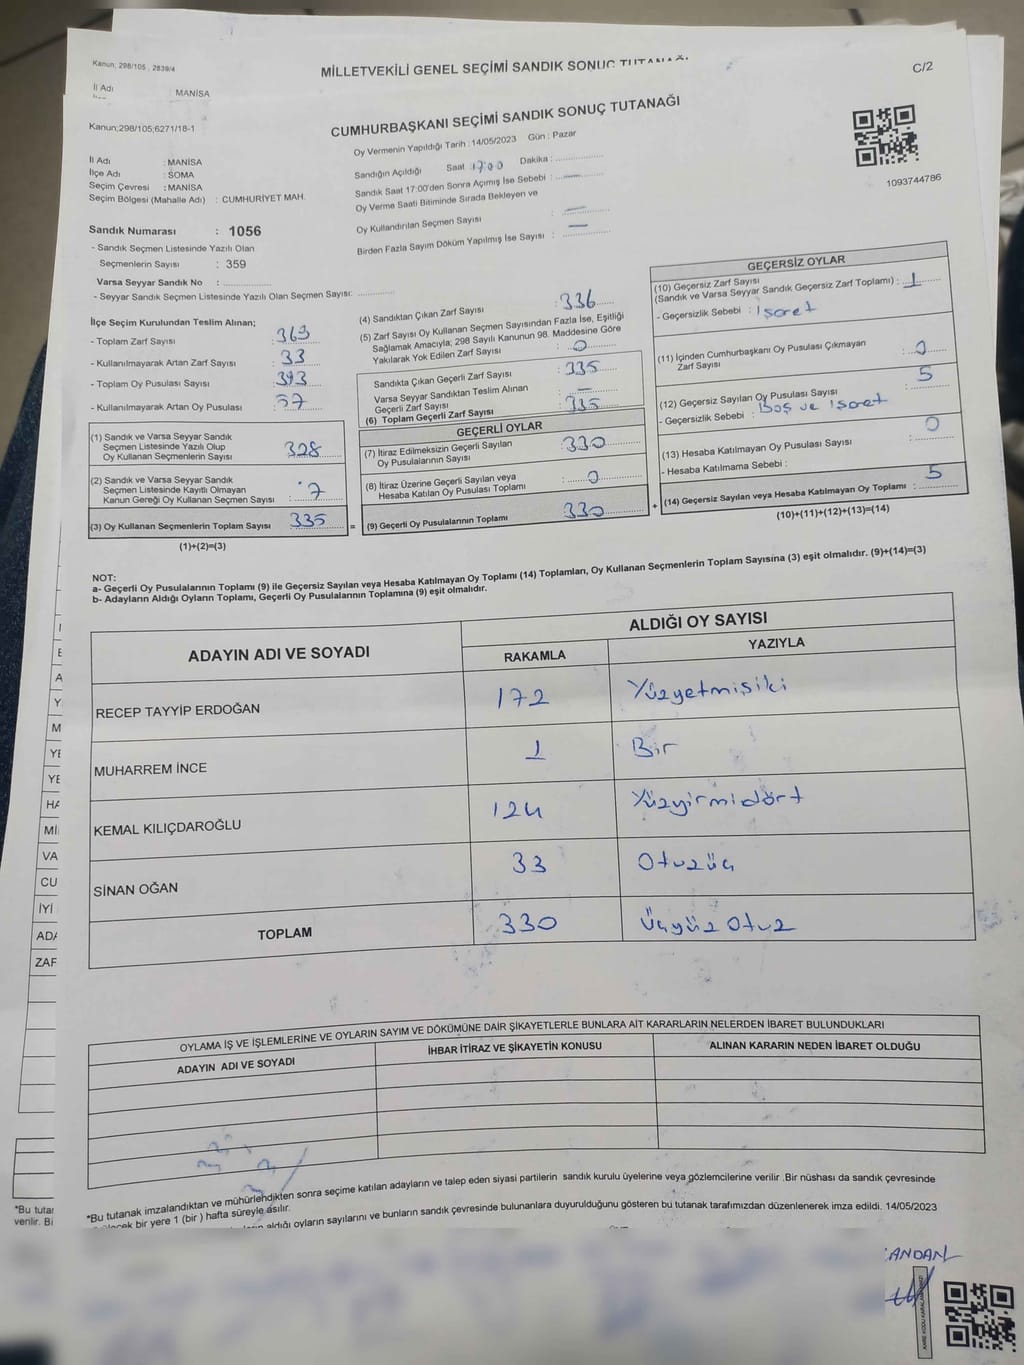 Kanun; 298/105 , 2839/4
MİLLETVEKİLİ GENEL SEÇİMİ SANDIK SONUÇ TUTANAĞI
C/2
İl Adı
MANİSA
Kanun;298/105;6271/18-1
CUMHURBAŞKANI SEÇİMİ SANDIK SONUÇ TUTANAĞI
1093744786
İl Adı : MANİSA
İlçe Adı : SOMA
Seçim Çevresi : MANİSA
Seçim Bölgesi (Mahalle Adı) : CUMHURİYET MAH.
Oy Vermenin Yapıldığı Tarih : 14/05/2023 Gün : Pazar
Sandığın Açıldığı Saat 17:00 Dakika :
Sandık Saat 17:00'den Sonra Açımış İse Sebebi : —
Oy Verme Saati Bitiminde Sırada Bekleyen ve
Oy Kullandırılan Seçmen Sayısı : —
Birden Fazla Sayım Döküm Yapılmış İse Sayısı : —
Sandık Numarası : 1056
- Sandık Seçmen Listesinde Yazılı Olan
Seçmenlerin Sayısı : 359
Varsa Seyyar Sandık No :
- Seyyar Sandık Seçmen Listesinde Yazılı Olan Seçmen Sayısı:
İlçe Seçim Kurulundan Teslim Alınan;
- Toplam Zarf Sayısı : 369
- Kullanılmayarak Artan Zarf Sayısı : 33
- Toplam Oy Pusulası Sayısı : 393
- Kullanılmayarak Artan Oy Pusulası : 57
(1) Sandık ve Varsa Seyyar Sandık
Seçmen Listesinde Yazılı Olup
Oy Kullanan Seçmenlerin Sayısı : 328
(2) Sandık ve Varsa Seyyar Sandık
Seçmen Listesinde Kayıtlı Olmayan
Kanun Gereği Oy Kullanan Seçmen Sayısı : 7
(3) Oy Kullanan Seçmenlerin Toplam Sayısı 335 =
(1)+(2)=(3)
(4) Sandıktan Çıkan Zarf Sayısı : 336
(5) Zarf Sayısı Oy Kullanan Seçmen Sayısından Fazla İse, Eşitliği
Sağlamak Amacıyla; 298 Sayılı Kanunun 98. Maddesine Göre
Yakılarak Yok Edilen Zarf Sayısı : 0
Sandıkta Çıkan Geçerli Zarf Sayısı : 335
Varsa Seyyar Sandıktan Teslim Alınan
Geçerli Zarf Sayısı : —
(6) Toplam Geçerli Zarf Sayısı : 335
GEÇERLİ OYLAR
(7) İtiraz Edilmeksizin Geçerli Sayılan
Oy Pusulalarının Sayısı : 330
(8) İtiraz Üzerine Geçerli Sayılan veya
Hesaba Katılan Oy Pusulası Toplamı : 0
(9) Geçerli Oy Pusulalarının Toplamı : 330 +
GEÇERSİZ OYLAR
(10) Geçersiz Zarf Sayısı
(Sandık ve Varsa Seyyar Sandık Geçersiz Zarf Toplamı) : 1
- Geçersizlik Sebebi : İşaret
(11) İçinden Cumhurbaşkanı Oy Pusulası Çıkmayan
Zarf Sayısı : 0
(12) Geçersiz Sayılan Oy Pusulası Sayısı : 5
- Geçersizlik Sebebi : Boş ve İşaret
(13) Hesaba Katılmayan Oy Pusulası Sayısı : 0
- Hesaba Katılmama Sebebi :
(14) Geçersiz Sayılan veya Hesaba Katılmayan Oy Toplamı : 5
(10)+(11)+(12)+(13)=(14)
NOT:
a- Geçerli Oy Pusulalarının Toplamı (9) ile Geçersiz Sayılan veya Hesaba Katılmayan Oy Toplamı (14) Toplamları, Oy Kullanan Seçmenlerin Toplam Sayısına (3) eşit olmalıdır. (9)+(14)=(3)
b- Adayların Aldığı Oyların Toplamı, Geçerli Oy Pusulalarının Toplamına (9) eşit olmalıdır.
ADAYIN ADI VE SOYADI
ALDIĞI OY SAYISI
RAKAMLA YAZIYLA
RECEP TAYYİP ERDOĞAN 172 Yüzyetmişiki
MUHARREM İNCE 1 Bir
KEMAL KILIÇDAROĞLU 124 Yüzyirmidört
SİNAN OĞAN 33 Otuzüç
TOPLAM 330 Üçyüz Otuz
E
A
Y
M
YE
YE
HA
Mİ
VA
CU
İYİ
ADA
ZAF
OYLAMA İŞ VE İŞLEMLERİNE VE OYLARIN SAYIM VE DÖKÜMÜNE DAİR ŞİKAYETLERLE BUNLARA AİT KARARLARIN NELERDEN İBARET BULUNDUKLARI
ADAYIN ADI VE SOYADI İHBAR İTİRAZ VE ŞİKAYETİN KONUSU ALINAN KARARIN NEDEN İBARET OLDUĞU
*Bu tutanak imzalandıktan ve mühürlendikten sonra seçime katılan adayların ve talep eden siyasi partilerin sandık kurulu üyelerine veya gözlemcilerine verilir .Bir nüshası da sandık çevresinde
bir yere 1 (bir ) hafta süreyle asılır.
aldığı oyların sayılarını ve bunların sandık çevresinde bulunanlara duyurulduğunu gösteren bu tutanak tarafımızdan düzenlenerek imza edildi. 14/05/2023
*Bu tuta
verilir. Bi
CANDAN